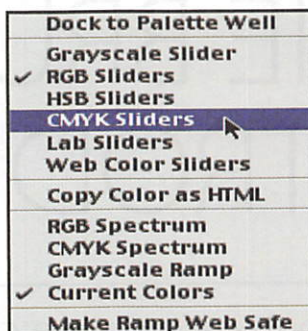 Dock to Palette Well
Grayscale Slider
✓ RGB Sliders
HSB Sliders
CMYK Sliders
Lab Sliders
Web Color Sliders
Copy Color as HTML
RGB Spectrum
CMYK Spectrum
Grayscale Ramp
✓ Current Colors
Make Ramp Web Safe